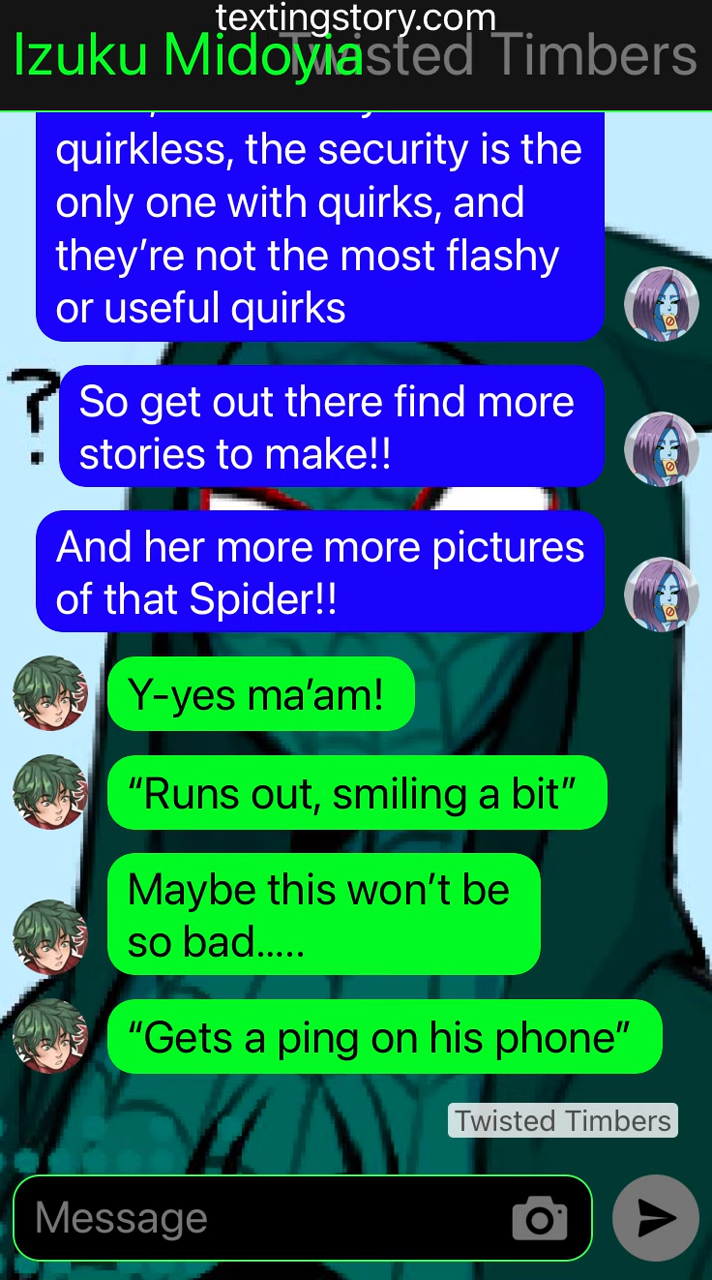 textingstory.com
Izuku Midoyia Twisted Timbers
quirkless, the security is the
only one with quirks, and
they’re not the most flashy
or useful quirks
?
So get out there find more
stories to make!!
And her more more pictures
of that Spider!!
Y-yes ma’am!
“Runs out, smiling a bit”
Maybe this won’t be
so bad.....
“Gets a ping on his phone”
Twisted Timbers
Message